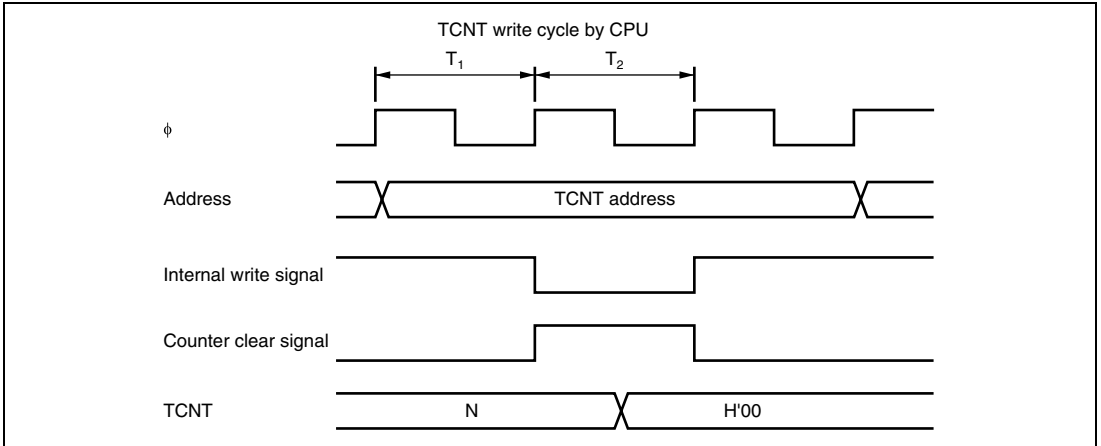 TCNT write cycle by CPU
T₁ T₂
ϕ
Address TCNT address
Internal write signal
Counter clear signal
TCNT N H'00